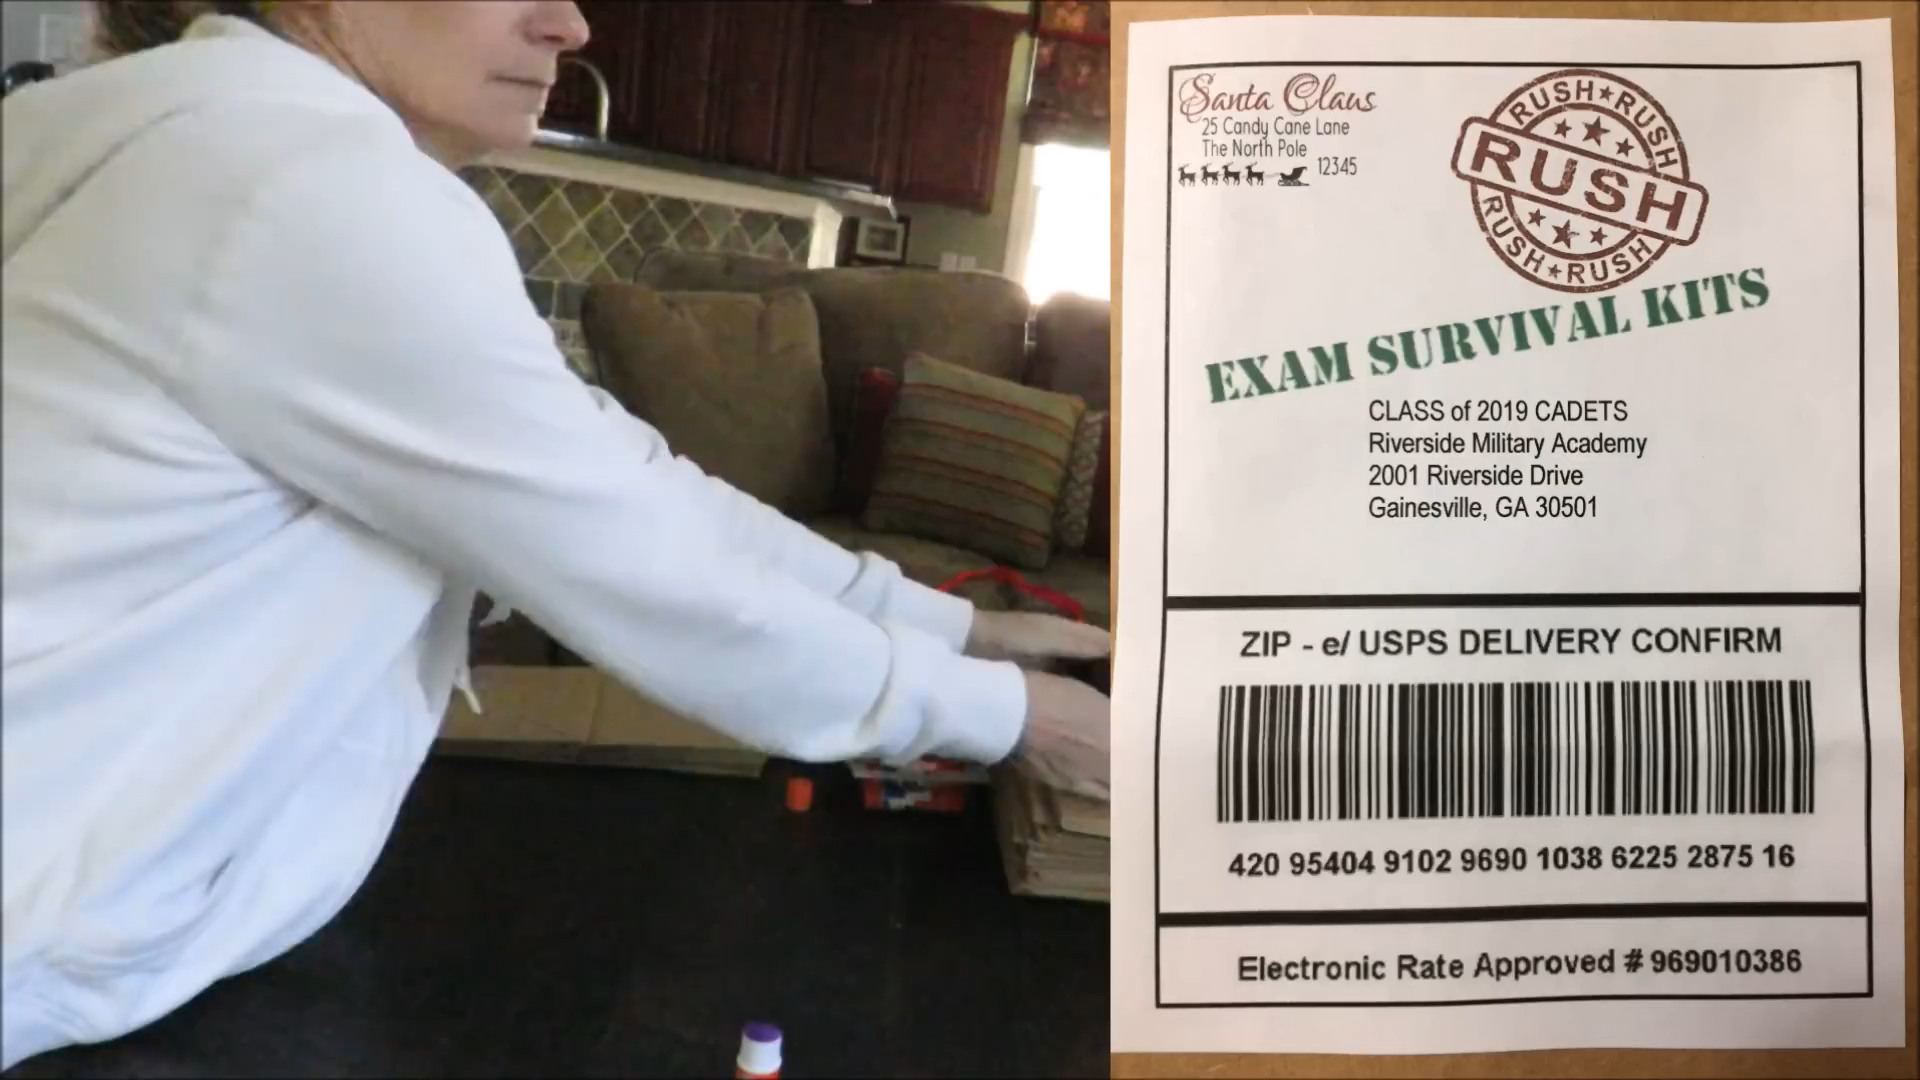 Santa Claus
25 Candy Cane Lane
The North Pole
12345
RUSH★RUSH
RUSH
RUSH★RUSH
EXAM SURVIVAL KITS
CLASS of 2019 CADETS
Riverside Military Academy
2001 Riverside Drive
Gainesville, GA 30501
ZIP - e/ USPS DELIVERY CONFIRM
420 95404 9102 9690 1038 6225 2875 16
Electronic Rate Approved # 969010386